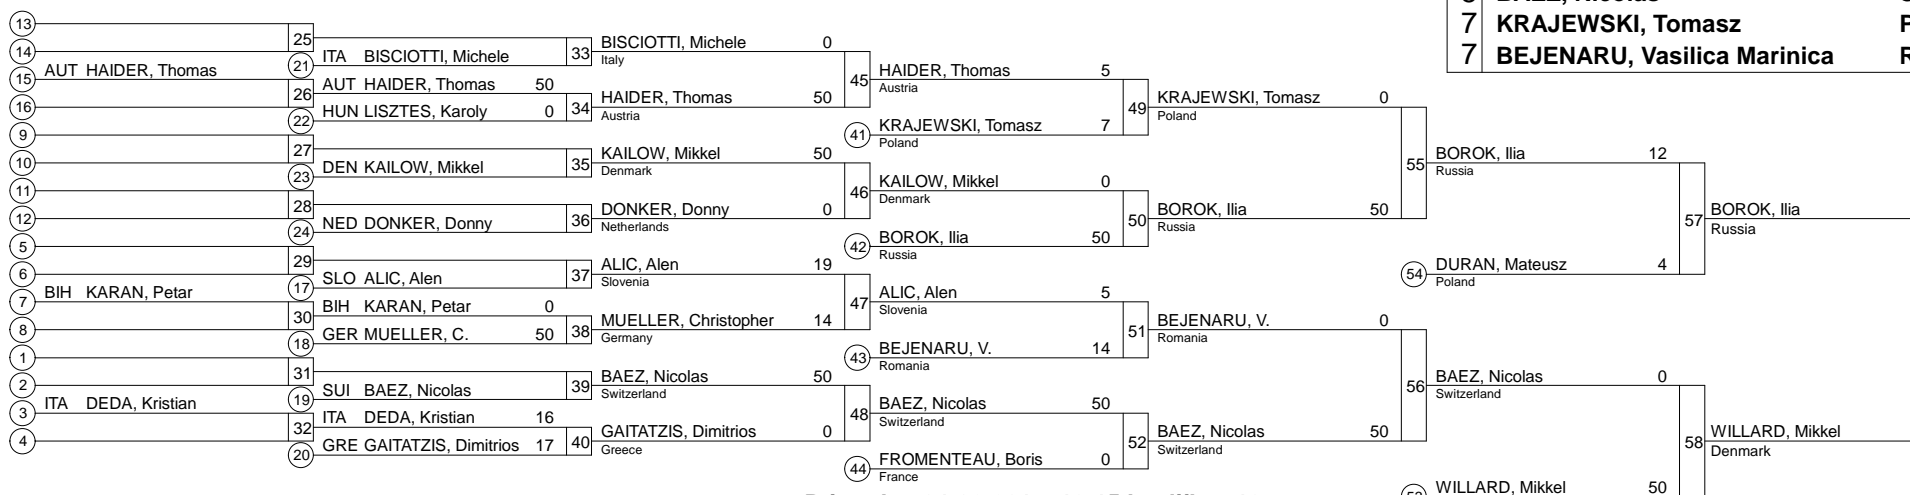 BAEZ, Nicolas
7 KRAJEWSKI, Tomasz P
7 BEJENARU, Vasilica Marinica R
13
14
15 AUT HAIDER, Thomas
16
9
10
11
12
5
6
7 BIH KARAN, Petar
8
1
2
3 ITA DEDA, Kristian
4
25
21 ITA BISCIOTTI, Michele
26 AUT HAIDER, Thomas 50
22 HUN LISZTES, Karoly 0
27
23 DEN KAILOW, Mikkel
28
24 NED DONKER, Donny
29
17 SLO ALIC, Alen
30 BIH KARAN, Petar 0
18 GER MUELLER, C. 50
31
19 SUI BAEZ, Nicolas
32 ITA DEDA, Kristian 16
20 GRE GAITATZIS, Dimitrios 17
33 BISCIOTTI, Michele 0
Italy
34 HAIDER, Thomas 50
Austria
35 KAILOW, Mikkel 50
Denmark
36 DONKER, Donny 0
Netherlands
37 ALIC, Alen 19
Slovenia
38 MUELLER, Christopher 14
Germany
39 BAEZ, Nicolas 50
Switzerland
40 GAITATZIS, Dimitrios 0
Greece
45 HAIDER, Thomas 5
Austria
41 KRAJEWSKI, Tomasz 7
Poland
46 KAILOW, Mikkel 0
Denmark
42 BOROK, Ilia 50
Russia
47 ALIC, Alen 5
Slovenia
43 BEJENARU, V. 14
Romania
48 BAEZ, Nicolas 50
Switzerland
44 FROMENTEAU, Boris 0
France
49 KRAJEWSKI, Tomasz 0
Poland
50 BOROK, Ilia 50
Russia
51 BEJENARU, V. 0
Romania
52 BAEZ, Nicolas 50
Switzerland
55 BOROK, Ilia 12
Russia
54 DURAN, Mateusz 4
Poland
56 BAEZ, Nicolas 0
Switzerland
53 WILLARD, Mikkel 50
57 BOROK, Ilia
Russia
58 WILLARD, Mikkel
Denmark